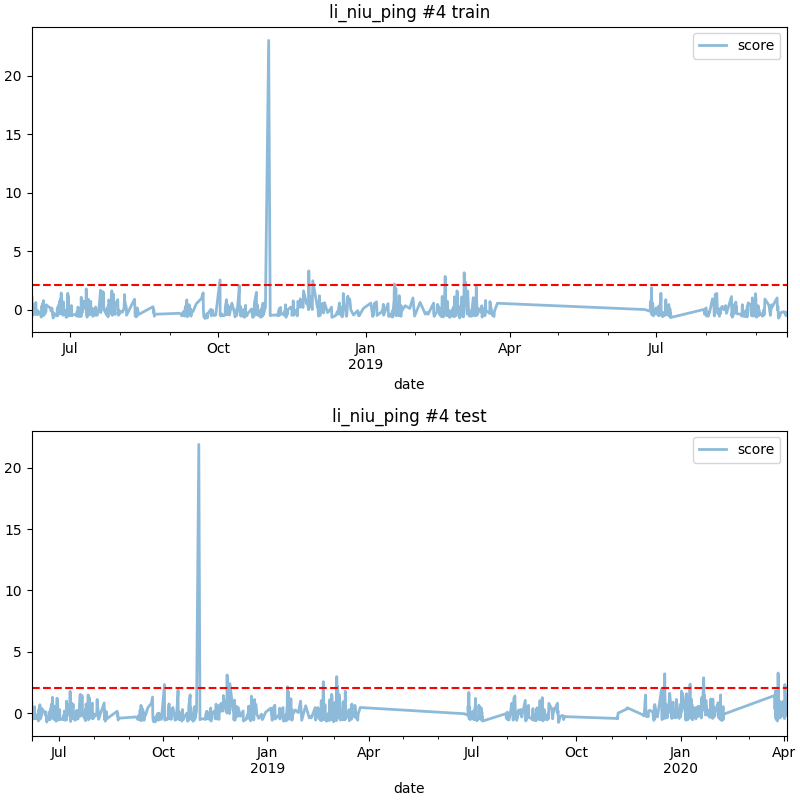 li_niu_ping #4 train
score
20
15
10
5
0
Jul Oct Jan Apr Jul
2019
date
li_niu_ping #4 test
score
20
15
10
5
0
Jul Oct Jan Apr Jul Oct Jan Apr
2019 2020
date